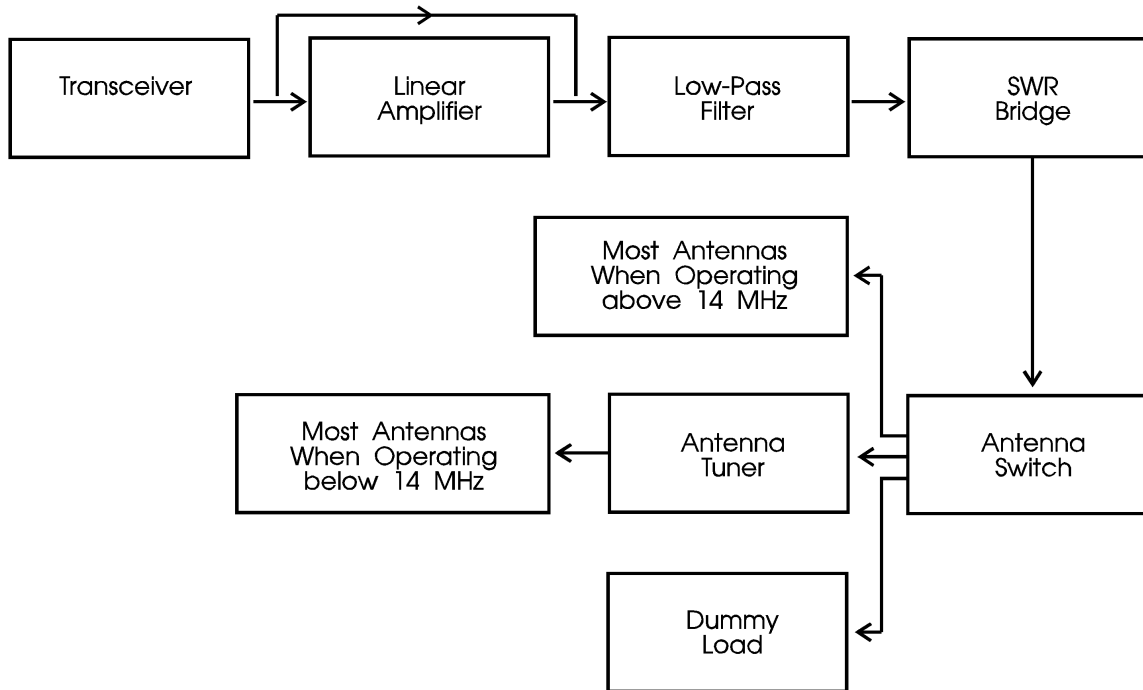 Transceiver
Linear
Amplifier
Low-Pass
Filter
SWR
Bridge
Most Antennas
When Operating
above 14 MHz
Most Antennas
When Operating
below 14 MHz
Antenna
Tuner
Antenna
Switch
Dummy
Load